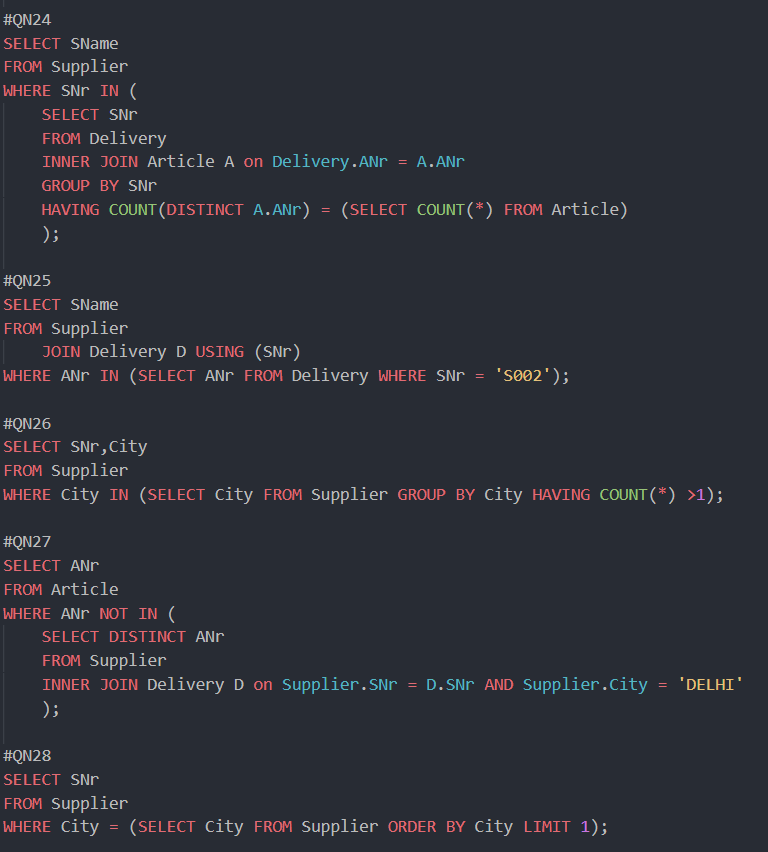 #QN24
SELECT SName
FROM Supplier
WHERE SNr IN (
    SELECT SNr
    FROM Delivery
    INNER JOIN Article A on Delivery.ANr = A.ANr
    GROUP BY SNr
    HAVING COUNT(DISTINCT A.ANr) = (SELECT COUNT(*) FROM Article)
    );

#QN25
SELECT SName
FROM Supplier
    JOIN Delivery D USING (SNr)
WHERE ANr IN (SELECT ANr FROM Delivery WHERE SNr = 'S002');

#QN26
SELECT SNr,City
FROM Supplier
WHERE City IN (SELECT City FROM Supplier GROUP BY City HAVING COUNT(*) >1);

#QN27
SELECT ANr
FROM Article
WHERE ANr NOT IN (
    SELECT DISTINCT ANr
    FROM Supplier
    INNER JOIN Delivery D on Supplier.SNr = D.SNr AND Supplier.City = 'DELHI'
    );

#QN28
SELECT SNr
FROM Supplier
WHERE City = (SELECT City FROM Supplier ORDER BY City LIMIT 1);